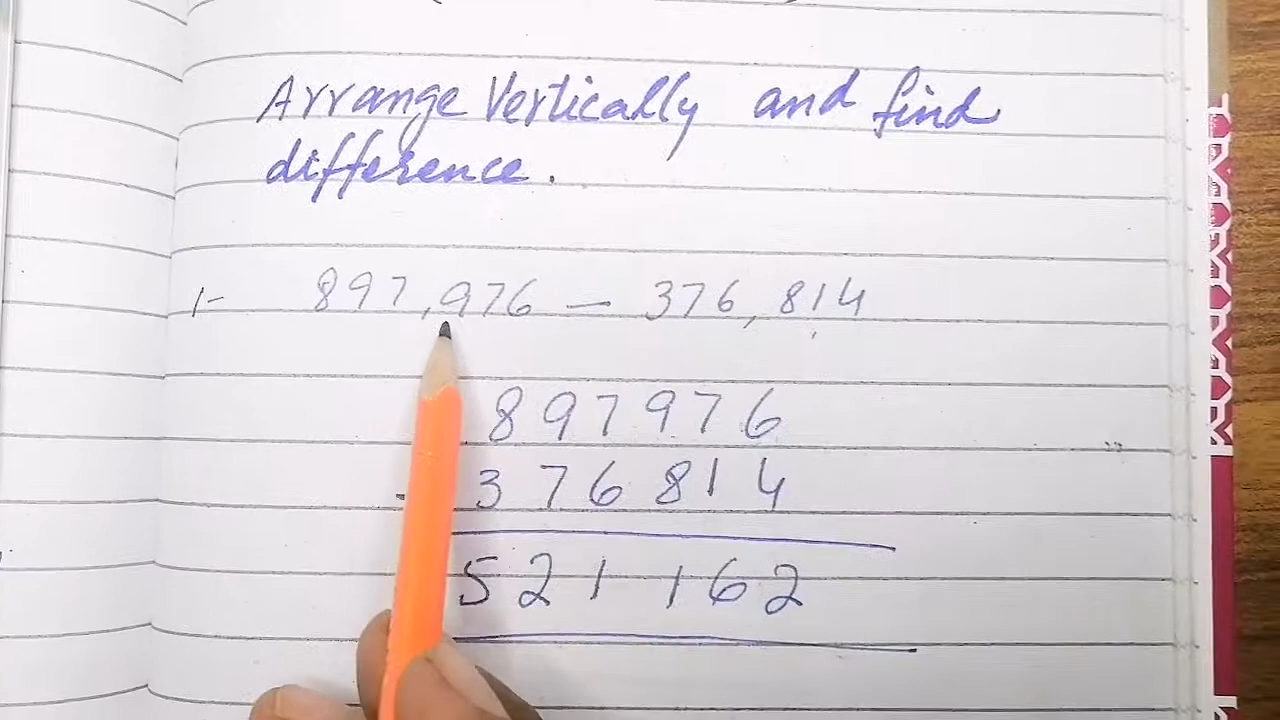 Arrange Vertically and find
difference.
1- 897,976 — 376,814
897976
- 376814
521162